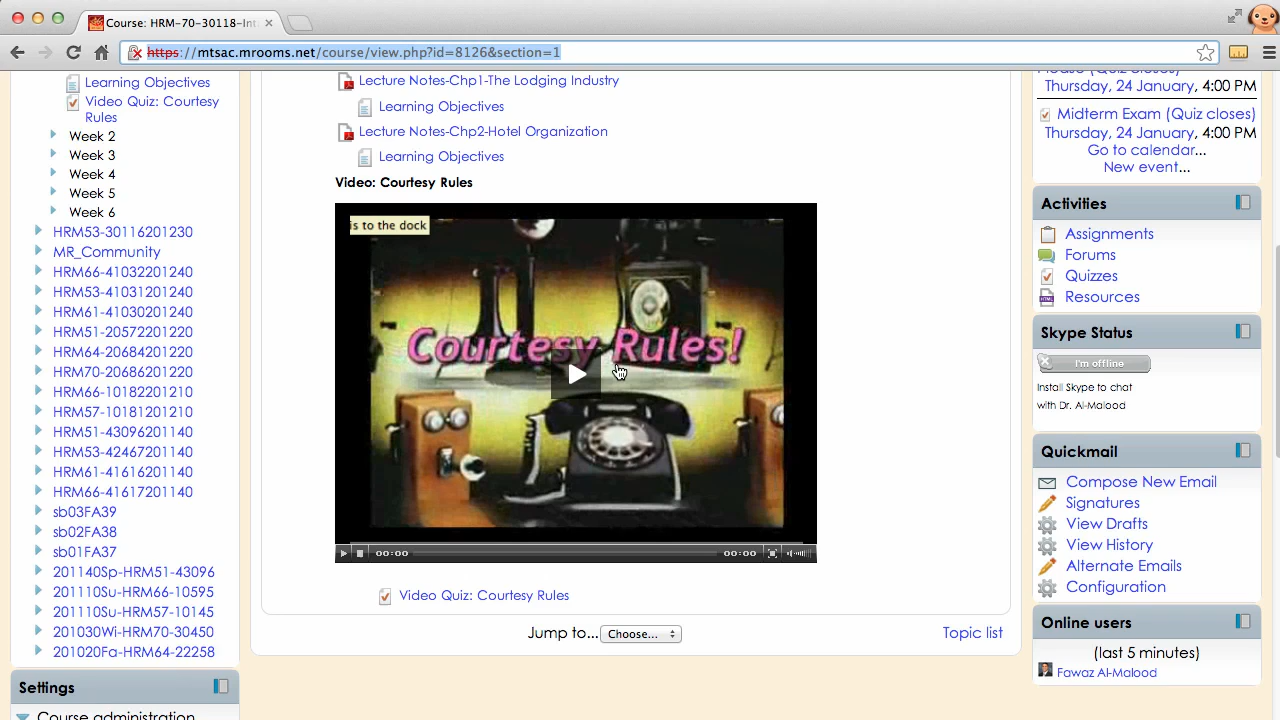 Course: HRM-70-30118-Int
https://mtsac.mrooms.net/course/view.php?id=8126&section=1
Learning Objectives
Video Quiz: Courtesy
Rules
Week 2
Week 3
Week 4
Week 5
Week 6
HRM53-30116201230
MR_Community
HRM66-41032201240
HRM53-41031201240
HRM61-41030201240
HRM51-20572201220
HRM64-20684201220
HRM70-20686201220
HRM66-10182201210
HRM57-10181201210
HRM51-43096201140
HRM53-42467201140
HRM61-41616201140
HRM66-41617201140
sb03FA39
sb02FA38
sb01FA37
201140Sp-HRM51-43096
201110Su-HRM66-10595
201110Su-HRM57-10145
201030Wi-HRM70-30450
201020Fa-HRM64-22258
Settings
Course administration
Lecture Notes-Chp1-The Lodging Industry
Learning Objectives
Lecture Notes-Chp2-Hotel Organization
Learning Objectives
Video: Courtesy Rules
is to the dock
Courtesy Rules!
00:00
00:00
Video Quiz: Courtesy Rules
Jump to... Choose...
Topic list
(Quiz closes)
Thursday, 24 January, 4:00 PM
Midterm Exam (Quiz closes)
Thursday, 24 January, 4:00 PM
Go to calendar...
New event...
Activities
Assignments
Forums
Quizzes
Resources
Skype Status
I'm offline
Install Skype to chat
with Dr. Al-Malood
Quickmail
Compose New Email
Signatures
View Drafts
View History
Alternate Emails
Configuration
Online users
(last 5 minutes)
Fawaz Al-Malood